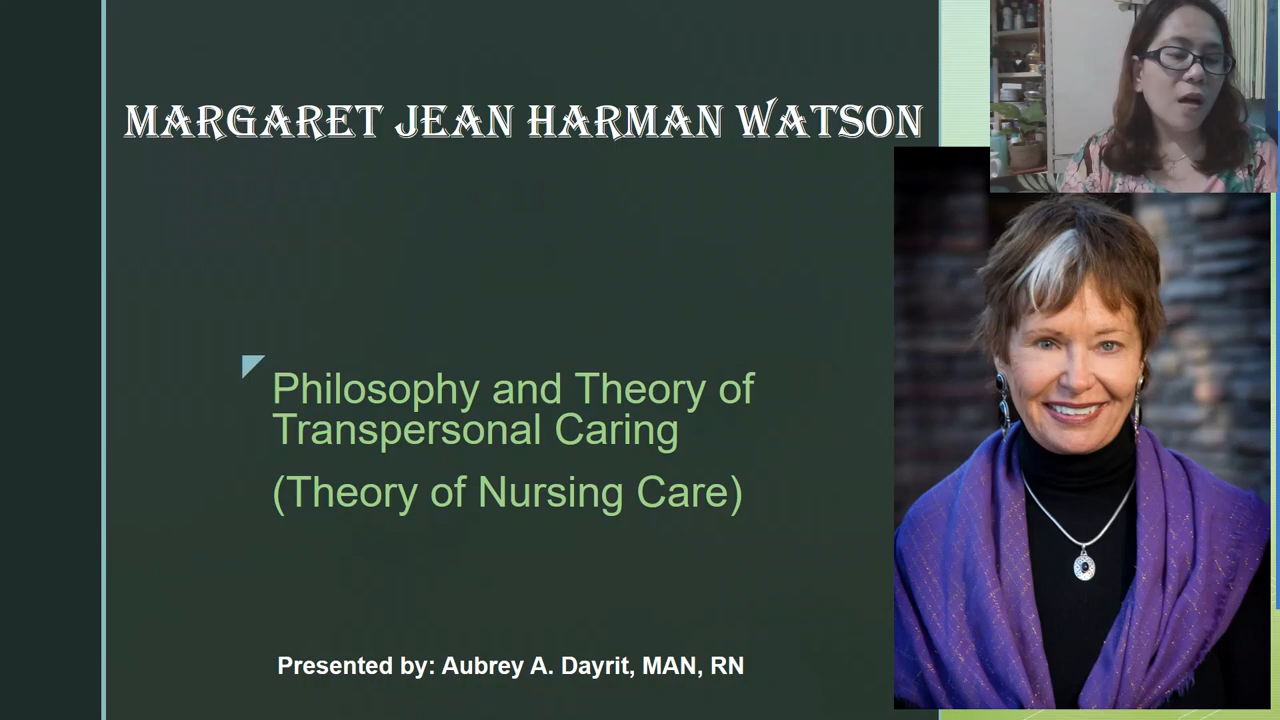 MARGARET JEAN HARMAN WATSON
Philosophy and Theory of
Transpersonal Caring
(Theory of Nursing Care)
Presented by: Aubrey A. Dayrit, MAN, RN